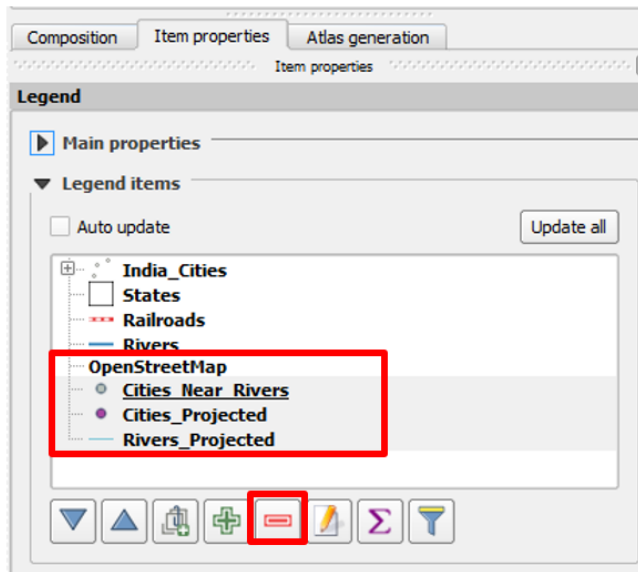 Composition Item properties Atlas generation
Item properties
Legend
Main properties
Legend items
Auto update Update all
India_Cities
States
Railroads
Rivers
OpenStreetMap
Cities_Near_Rivers
Cities_Projected
Rivers_Projected
Σ